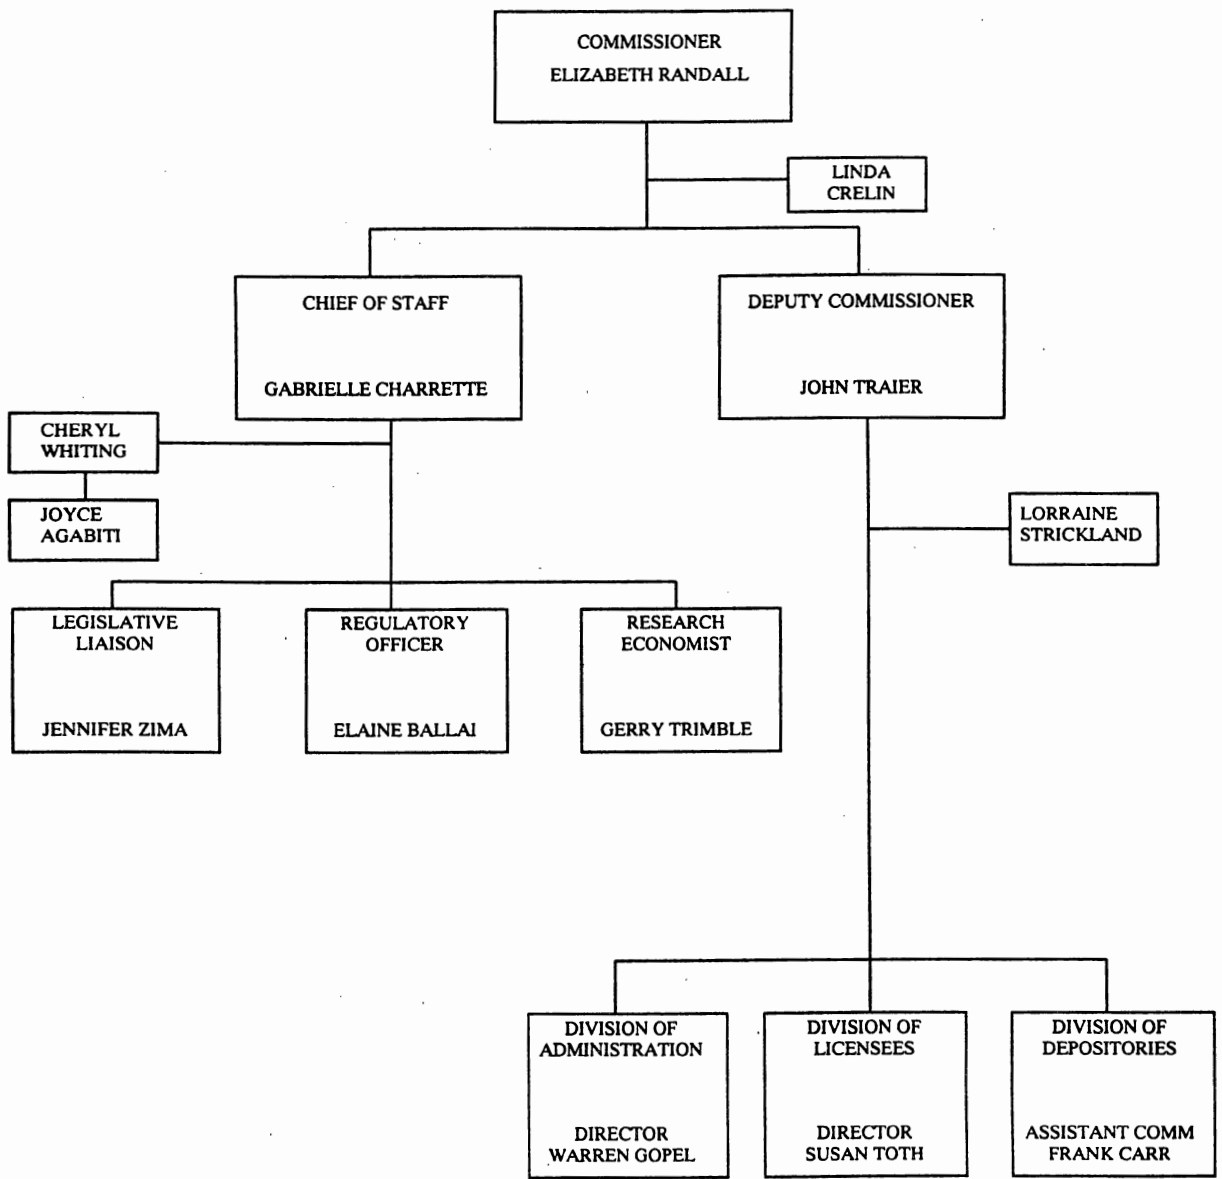 COMMISSIONER
ELIZABETH RANDALL
LINDA
CRELIN
CHIEF OF STAFF
GABRIELLE CHARRETTE
DEPUTY COMMISSIONER
JOHN TRAIER
CHERYL
WHITING
JOYCE
AGABITI
LORRAINE
STRICKLAND
LEGISLATIVE
LIAISON
JENNIFER ZIMA
REGULATORY
OFFICER
ELAINE BALLAI
RESEARCH
ECONOMIST
GERRY TRIMBLE
DIVISION OF
ADMINISTRATION
DIRECTOR
WARREN GOPEL
DIVISION OF
LICENSEES
DIRECTOR
SUSAN TOTH
DIVISION OF
DEPOSITORIES
ASSISTANT COMM
FRANK CARR